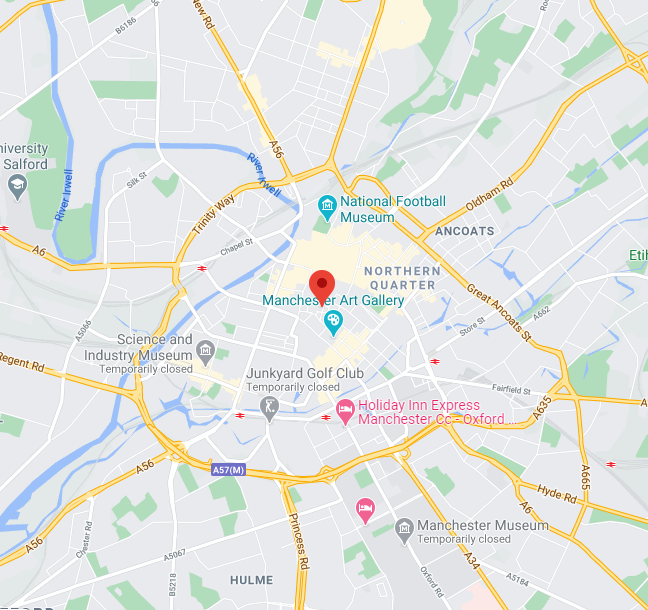 B6186
New Rd
A56
niversity
Salford
River Irwell
Silk St
River Irwell
Trinity Way
National Football
Museum
Oldham Rd
ANCOATS
A6
Chapel St
NORTHERN
QUARTER
Etih
Manchester Art Gallery
Great Ancoats St
A5066
Store St
A662
Science and
Industry Museum
Temporarily closed
Regent Rd
Junkyard Golf Club
Temporarily closed
Fairfield St
Holiday Inn Express
Manchester Cc - Oxford ...
A635
A56
A57(M)
A665
Hyde Rd
A6
A56
Chester Rd
Princess Rd
Manchester Museum
Temporarily closed
A5067
A34
B5218
HULME
Oxford Rd
A5184